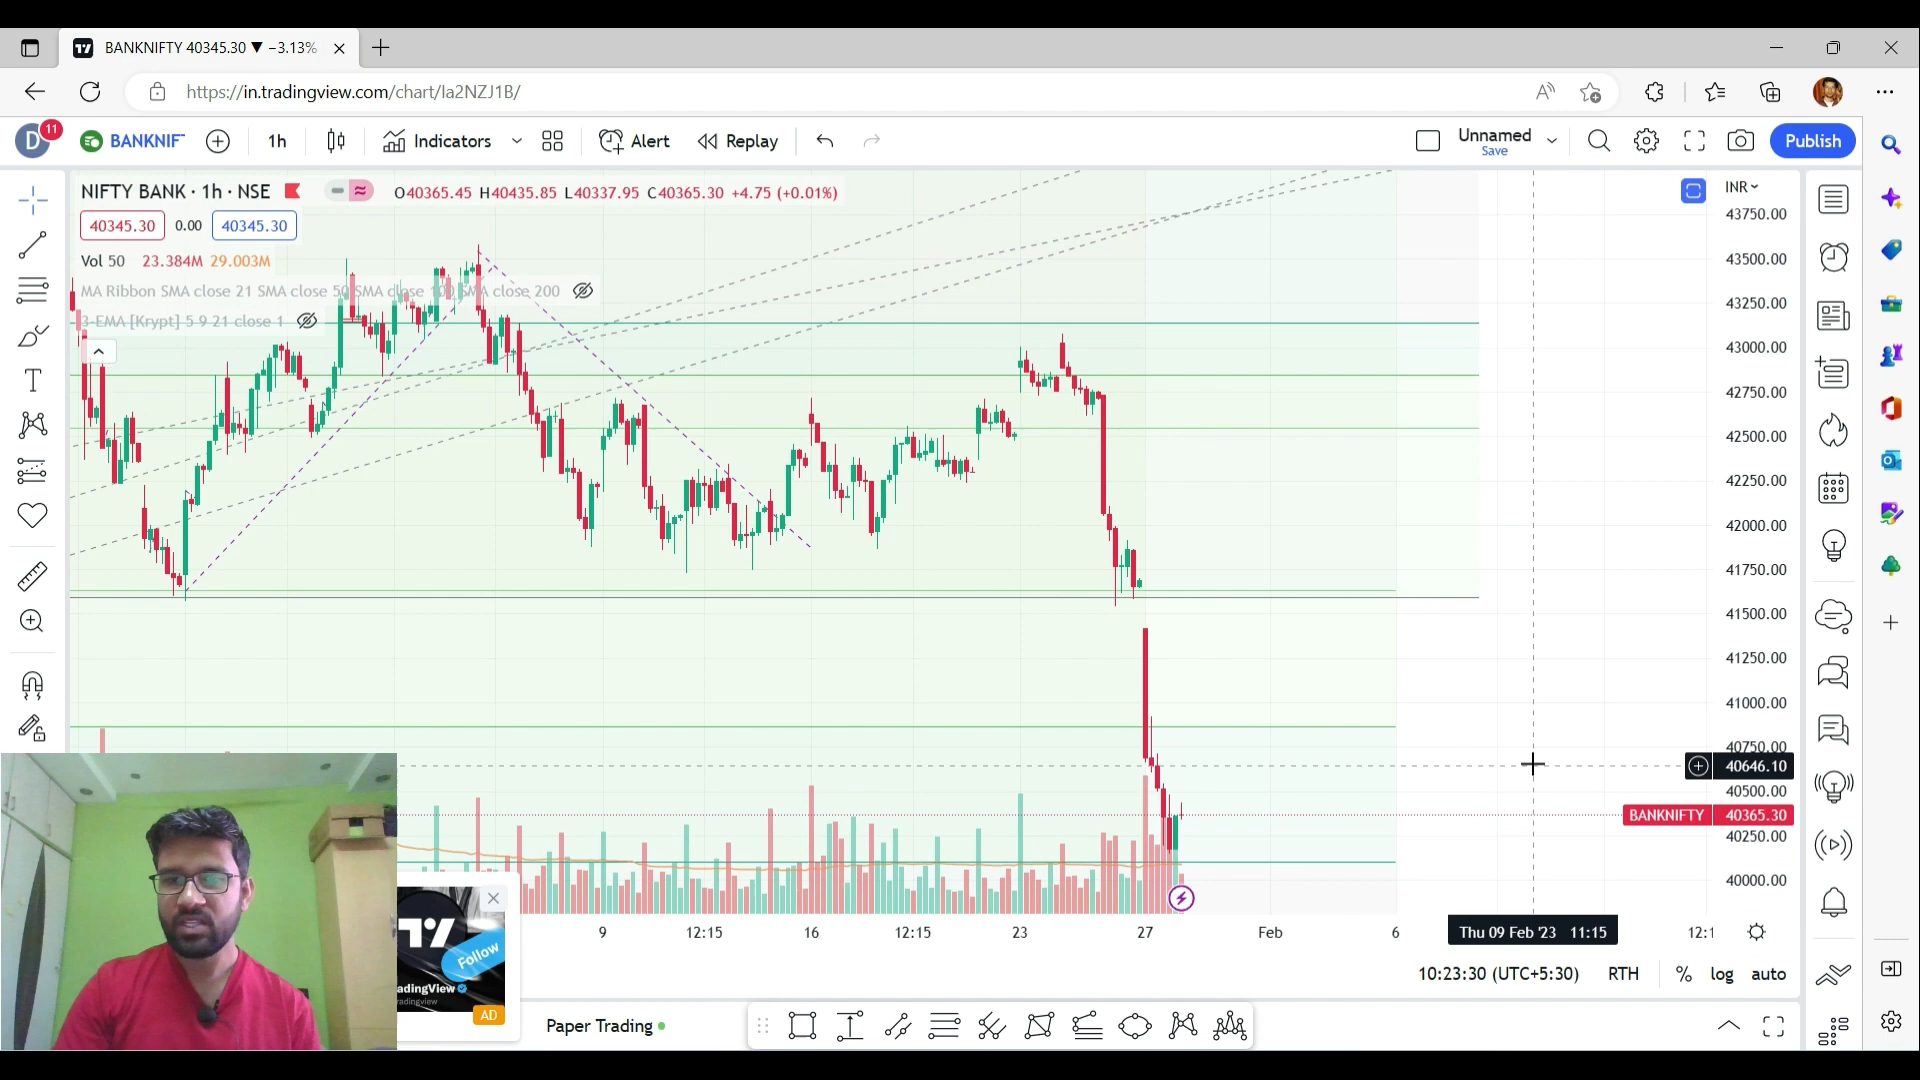 BANKNIFTY 40345.30 ▼ −3.13%
https://in.tradingview.com/chart/Ia2NZJ1B/
D 11 BANKNIF 1h Indicators Alert Replay Unnamed Save Publish
NIFTY BANK · 1h · NSE O40365.45 H40435.85 L40337.95 C40365.30 +4.75 (+0.01%)
40345.30 0.00 40345.30
Vol 50 23.384M 29.003M
MA Ribbon SMA close 21 SMA close 50 SMA close 100 SMA close 200
3-EMA [Krypt] 5 9 21 close 1
INR
43750.00
43500.00
43250.00
43000.00
42750.00
42500.00
42250.00
42000.00
41750.00
41500.00
41250.00
41000.00
40750.00
40646.10
40500.00
BANKNIFTY 40365.30
40250.00
40000.00
9 12:15 16 12:15 23 27 Feb 6 Thu 09 Feb '23 11:15 12:1
10:23:30 (UTC+5:30) RTH % log auto
Follow
adingView
radingview
AD
Paper Trading